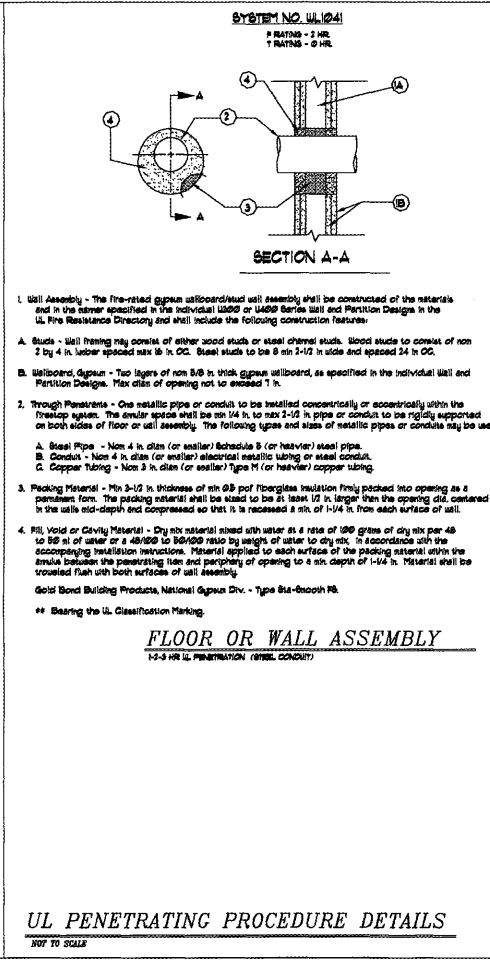 SYSTEM NO. WL1041
F RATING - 2 HR
T RATING - 0 HR
4
1A
A
2
4
A
3
1B
SECTION A-A
1. Wall Assembly - The fire-rated gypsum wallboard/stud wall assembly shall be constructed of the materials
and in the manner specified in the individual U300 or U400 Series Wall and Partition Designs in the
UL Fire Resistance Directory and shall include the following construction features:
A. Studs - Wall framing may consist of either wood studs or steel channel studs. Wood studs to consist of nom
2 by 4 in. lumber spaced max 16 in. OC. Steel studs to be min 2-1/2 in. wide and spaced 24 in OC.
B. Wallboard, Gypsum - Two layers of nom 5/8 in. thick gypsum wallboard, as specified in the individual Wall and
Partition Designs. Max diam of opening not to exceed 7 in.
2. Through Penetrants - One metallic pipe or conduit to be installed concentrically or eccentrically within the
firestop system. The annular space shall be min 1/4 in. to max 2-1/2 in. pipe or conduit to be rigidly supported
on both sides of floor or wall assembly. The following types and sizes of metallic pipes or conduits may be use
A. Steel Pipe - Nom 4 in. diam (or smaller) Schedule 5 (or heavier) steel pipe.
B. Conduit - Nom 4 in. diam (or smaller) electrical metallic tubing or steel conduit.
C. Copper Tubing - Nom 3 in. diam (or smaller) Type M (or heavier) copper tubing.
3. Packing Material - Min 3-1/2 in. thickness of min pcf fiberglass insulation firmly packed into opening as a
permanent form. The packing material shall be sized to be at least 1/2 in. larger than the opening dia. centered
in the walls mid-depth and compressed so that it is recessed a min of 1-1/4 in. from each surface of wall.
4. Fill, Void or Cavity Material - Dry mix material mixed with water at a rate of 100 grams of dry mix per 48
to 50 ml of water or a 48/100 to 50/100 ratio by weight of water to dry mix, in accordance with the
accompanying installation instructions. Material applied to each surface of the packing material within the
annulus between the penetrating item and periphery of opening to a min. depth of 1-1/4 in. Material shall be
troweled flush with both surfaces of wall assembly.
Gold Bond Building Products, National Gypsum Div. - Type Sta-Smooth FS.
** Bearing the UL Classification Marking.
FLOOR OR WALL ASSEMBLY
1-2-3 HR UL PENETRATION (STEEL CONDUIT)
UL PENETRATING PROCEDURE DETAILS
NOT TO SCALE